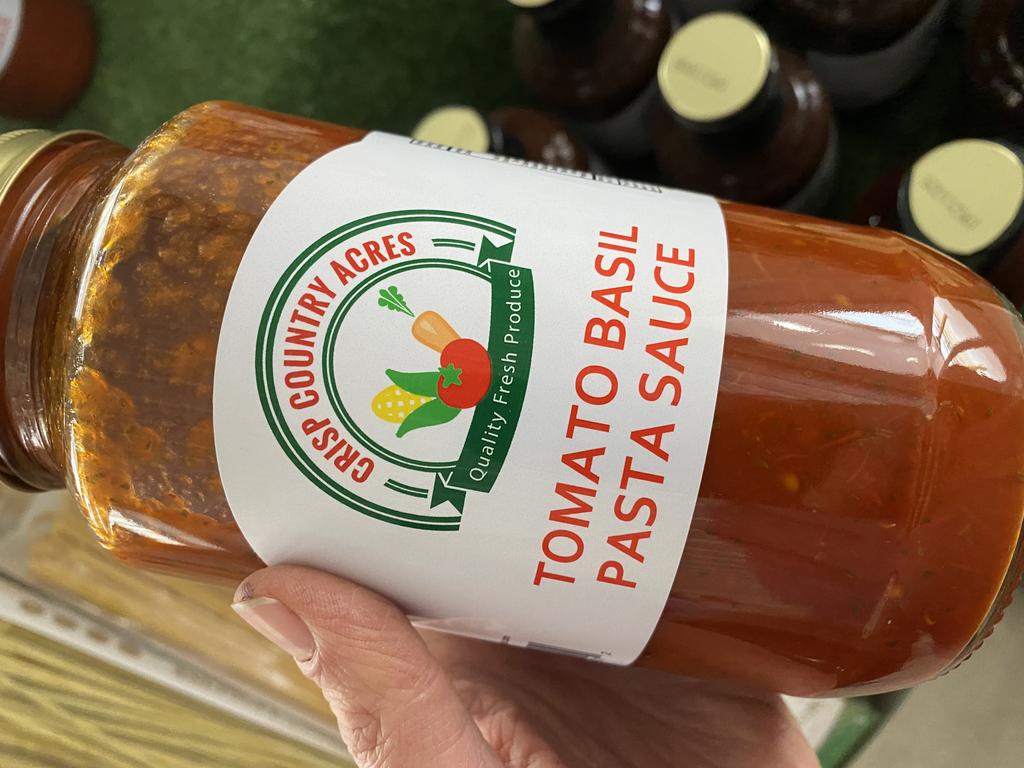 CRISP COUNTRY ACRES
Quality Fresh Produce
TOMATO BASIL
PASTA SAUCE